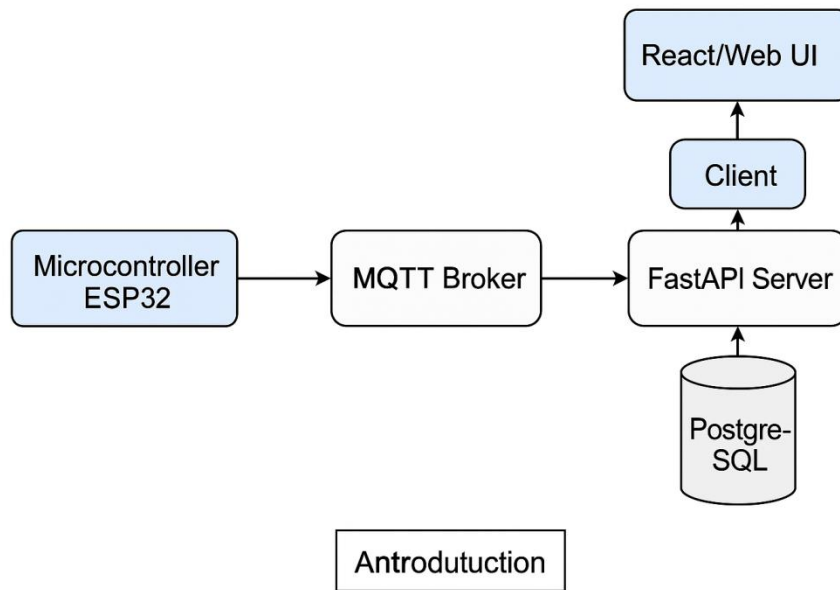 React/Web UI
Client
Microcontroller
ESP32
MQTT Broker
FastAPI Server
Postgre-
SQL
Antrodutuction